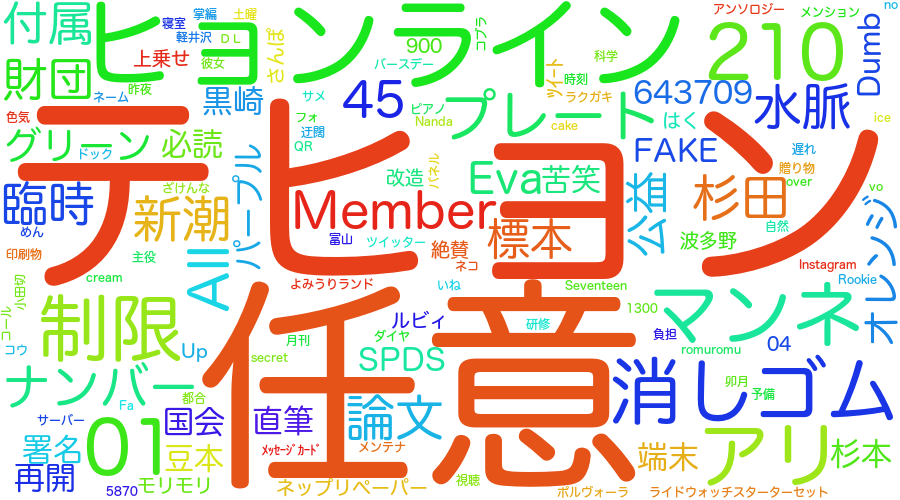 付属
ヒョンライン
寝室
掌編
土曜
軽井沢
DL
さんぽ
上乗せ
彼女
900
コブラ
アンソロジー
メンション
no
210
Dumb
財団
昨夜
バースデー
科学
ネーム
サメ
黒崎
45
ピアノ
ツイート
時刻
ラクガキ
643709
水脈
色気
フォ
迂闊
QR
Nanda
プレート
cake
はく
ice
グリーン
ドック
必読
テヒョン
FAKE
遅れ
贈り物
over
臨時
ざけんな
改造
パネル
Eva
苦笑
公益
杉田
vo
めん
新潮
パープル
Member
標本
自然
オレンジ
印刷物
主役
富山
ツイッター
絶賛
ネコ
波多野
Instagram
cream
All
よみうりランド
いね
Seventeen
Rookie
小田切
コール
制限
任意
ルビィ
研修
1300
マンネ
コウ
Up
月刊
ダイヤ
負担
04
secret
SPDS
romuromu
ナンバー
都合
Fa
卯月
予備
消しゴム
サーバー
01
国会
直筆
論文
署名
豆本
メッセージカード
メンテナ
端末
アリ
杉本
再開
5870
モリモリ
ネップリペーパー
視聴
ボルヴォーラ
ライドウォッチスターターセット